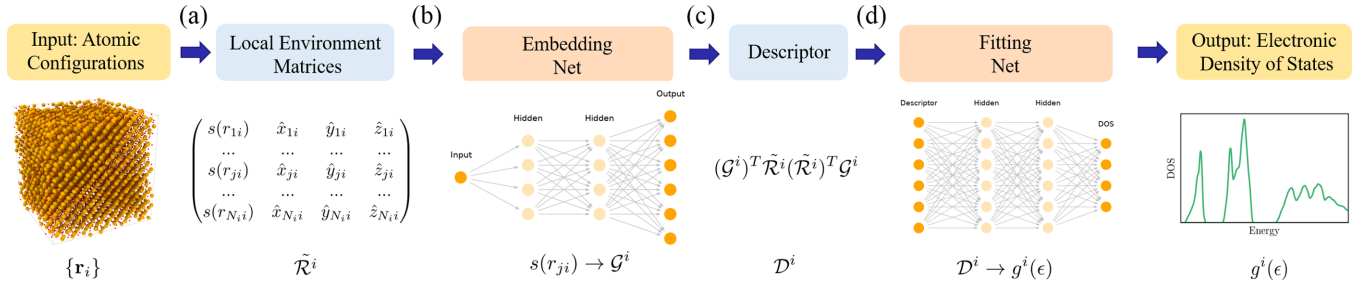 (a)
(b)
(c)
(d)
Input: Atomic
Configurations
Local Environment
Matrices
Embedding
Net
Descriptor
Fitting
Net
Output: Electronic
Density of States
s(r_{1i}) x̂_{1i} ŷ_{1i} ẑ_{1i}
... ... ... ...
s(r_{ji}) x̂_{ji} ŷ_{ji} ẑ_{ji}
... ... ... ...
s(r_{N_i i}) x̂_{N_i i} ŷ_{N_i i} ẑ_{N_i i}
Input
Hidden
Hidden
Output
(𝒢^i)^T ℛ̃^i(ℛ̃^i)^T 𝒢^i
Descriptor
Hidden
Hidden
DOS
DOS
Energy
{𝐫_i}
ℛ̃^i
s(r_{ji}) → 𝒢^i
𝒟^i
𝒟^i → g^i(ϵ)
g^i(ϵ)